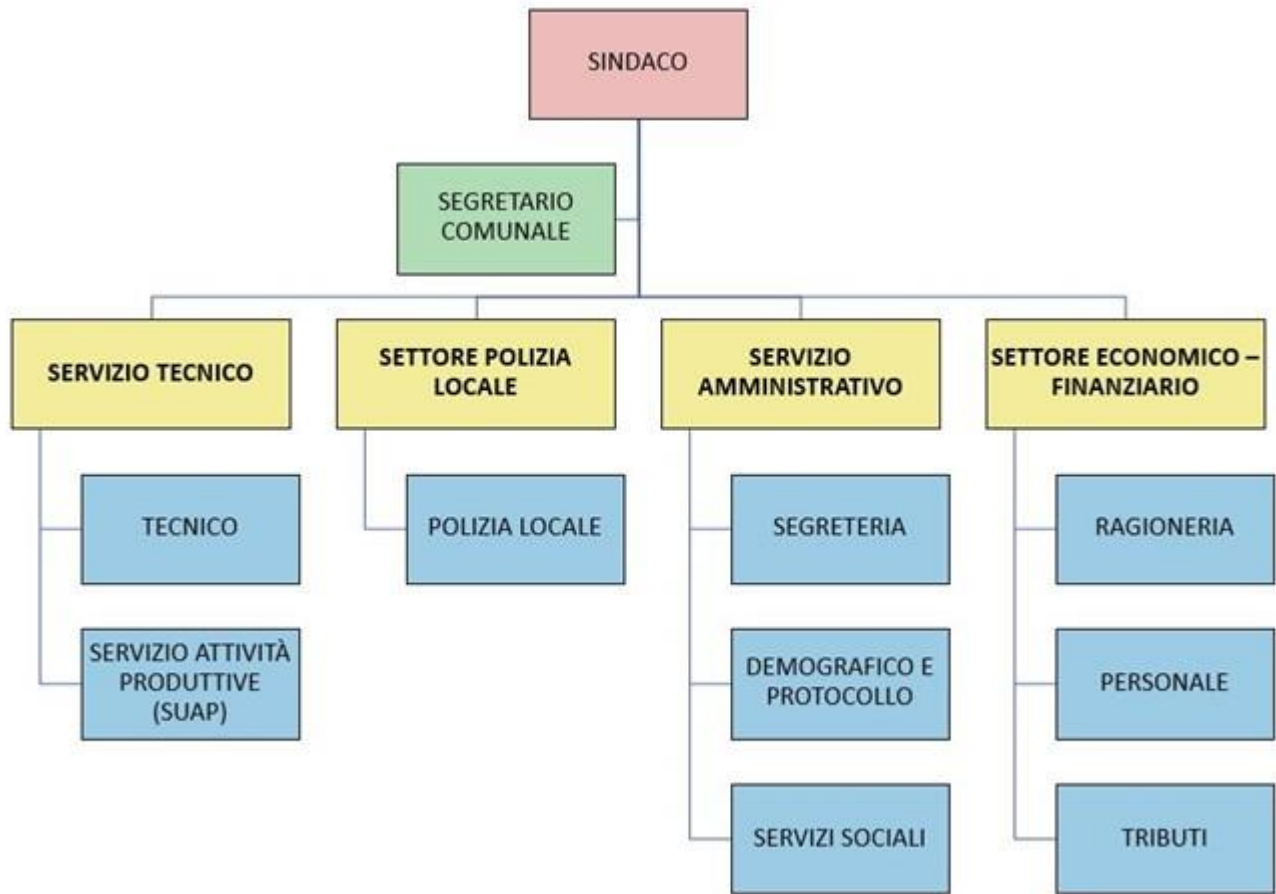 SINDACO
SEGRETARIO
COMUNALE
SERVIZIO TECNICO
SETTORE POLIZIA
LOCALE
SERVIZIO
AMMINISTRATIVO
SETTORE ECONOMICO –
FINANZIARIO
TECNICO
POLIZIA LOCALE
SEGRETERIA
RAGIONERIA
SERVIZIO ATTIVITÀ
PRODUTTIVE
(SUAP)
DEMOGRAFICO E
PROTOCOLLO
PERSONALE
SERVIZI SOCIALI
TRIBUTI